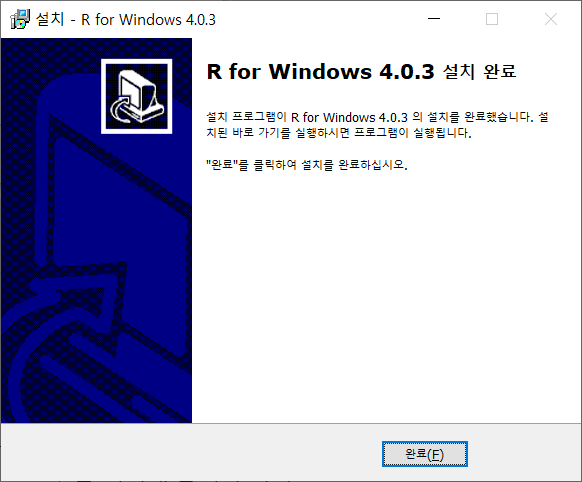 설치 - R for Windows 4.0.3
R for Windows 4.0.3 설치 완료
설치 프로그램이 R for Windows 4.0.3 의 설치를 완료했습니다. 설
치된 바로 가기를 실행하시면 프로그램이 실행됩니다.
"완료"를 클릭하여 설치를 완료하십시오.
완료(F)